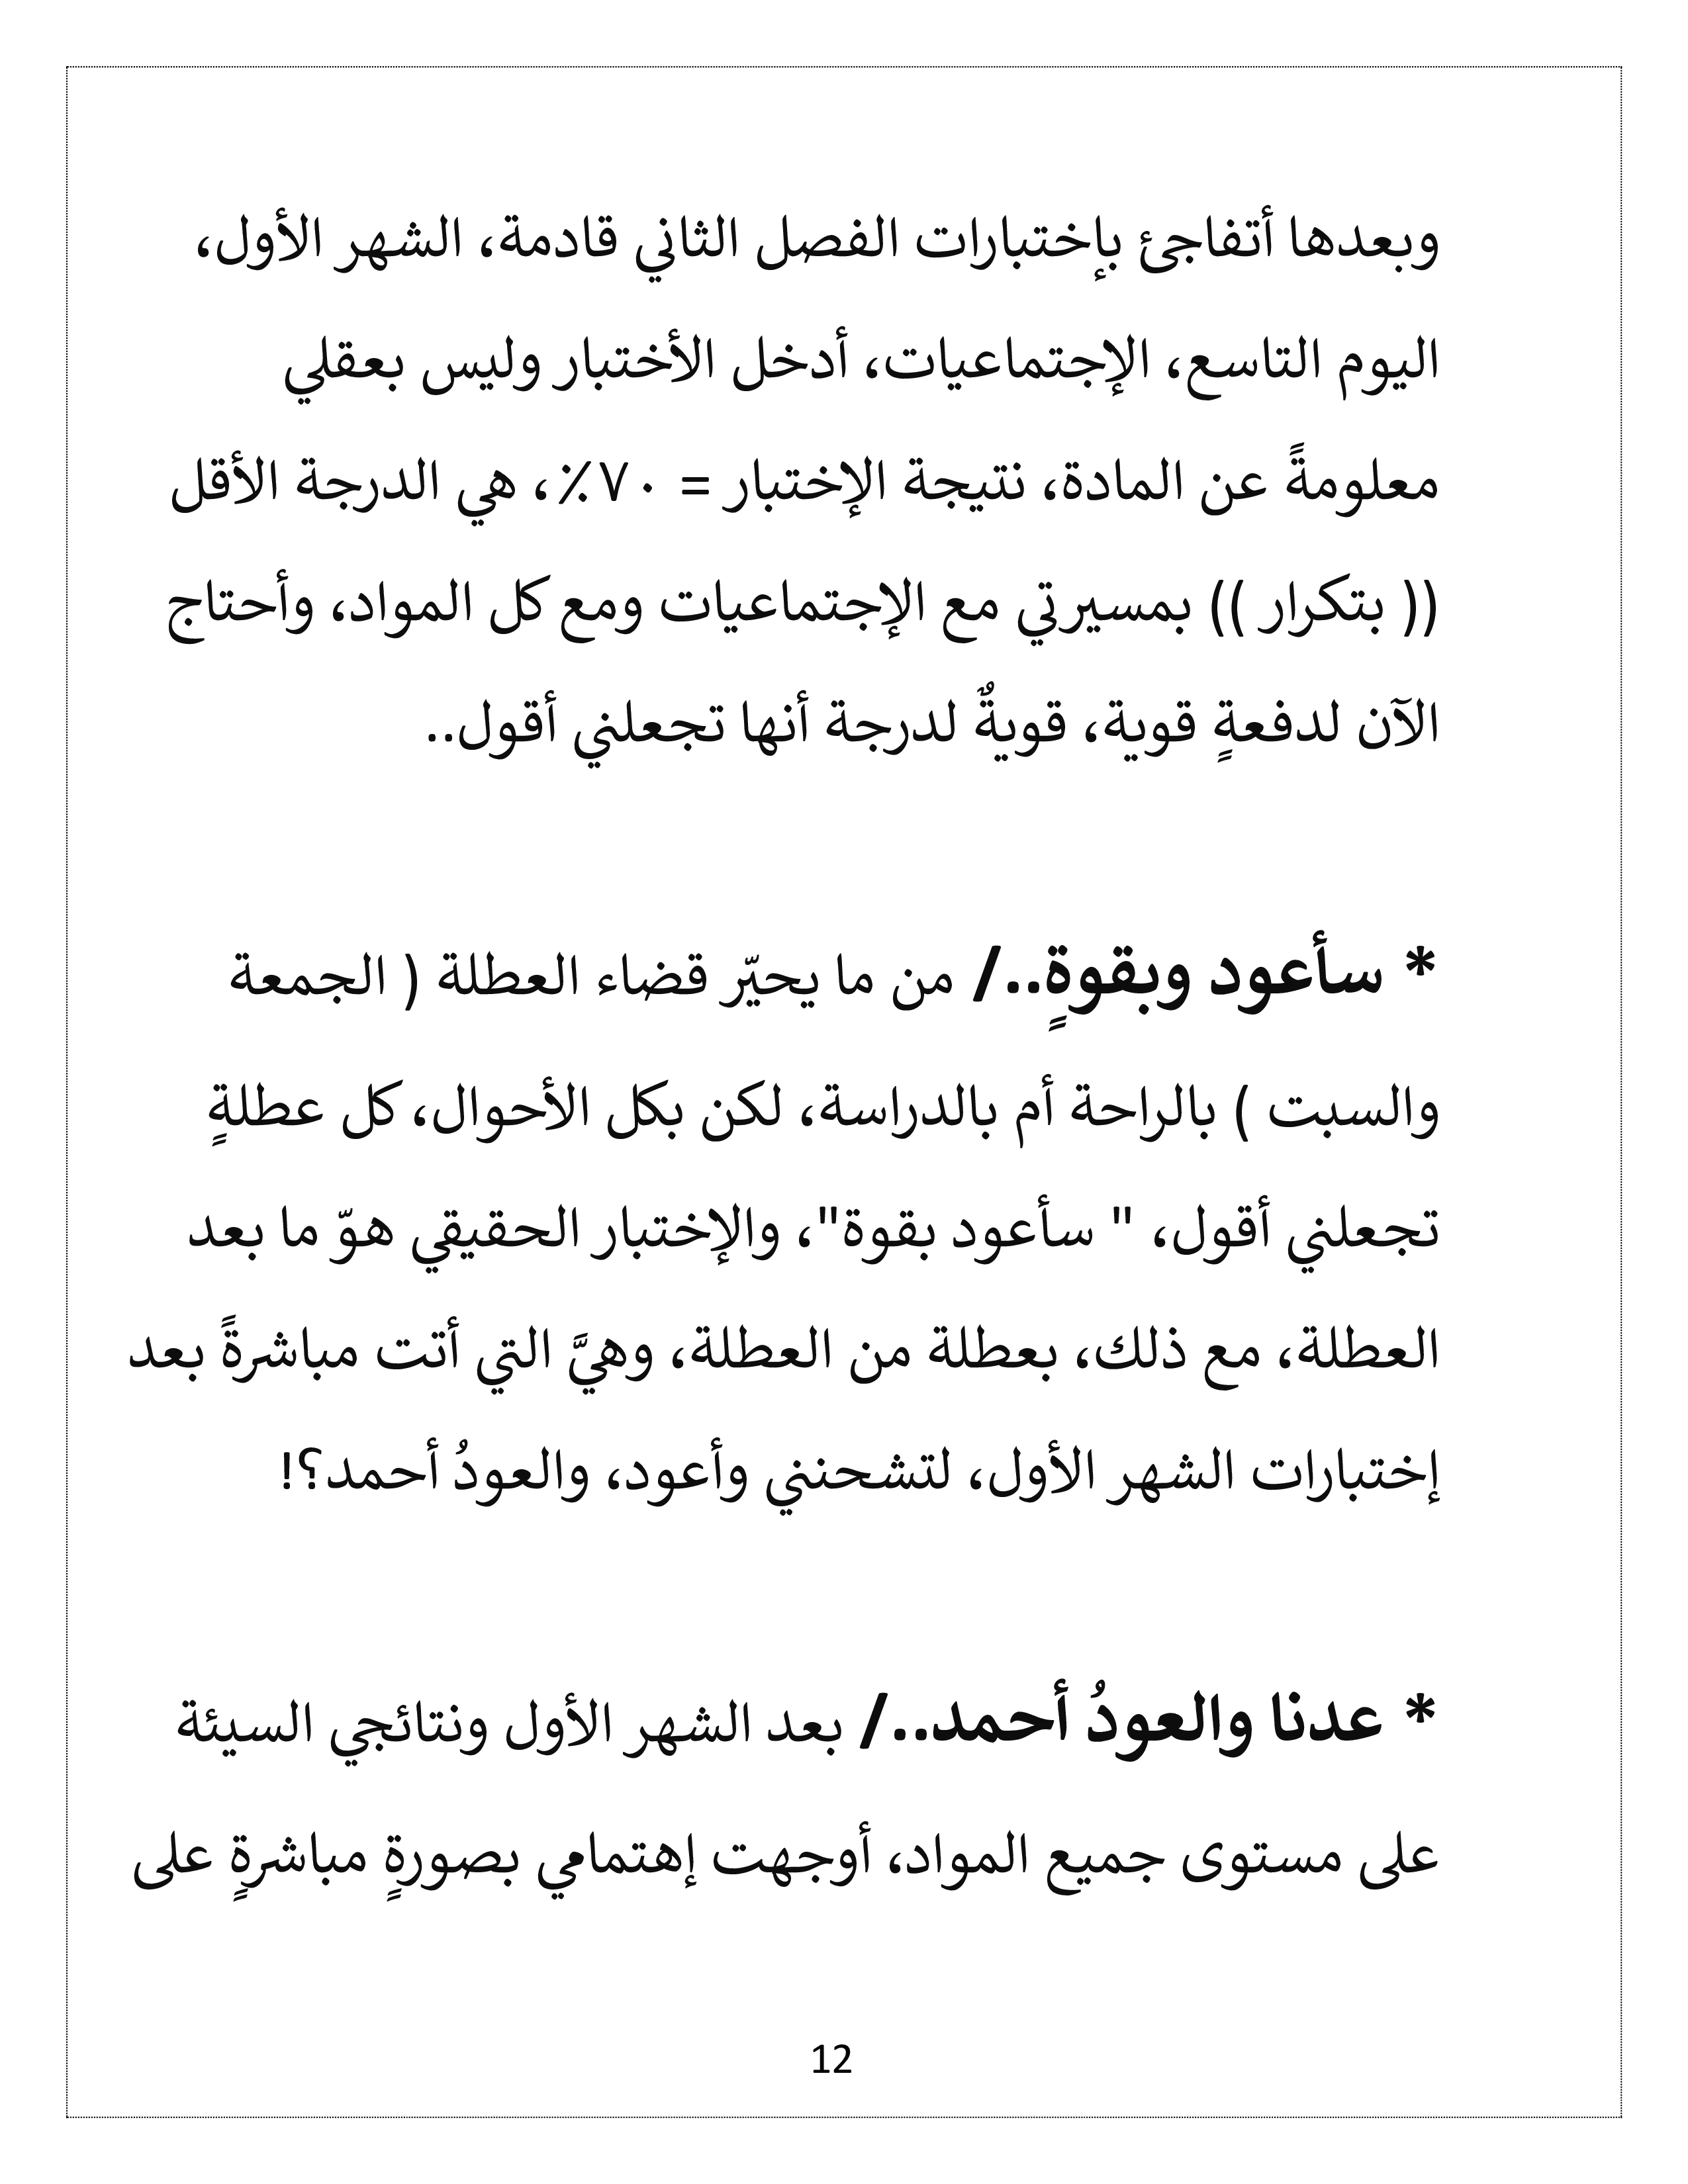 وبعدها أتفاجئ بإختبارات الفصل الثاني قادمة، الشهر الأول،
اليوم التاسع، الإجتماعيات، أدخل الأختبار وليس بعقلي
معلومةً عن المادة، نتيجة الإختبار = ٧٠٪، هي الدرجة الأقل
(( بتكرار )) بمسيرتي مع الإجتماعيات ومع كل المواد، وأحتاج
الآن لدفعةٍ قوية، قويةٌ لدرجة أنها تجعلني أقول..
* سأعود وبقوةٍ../ من ما يحيّر قضاء العطلة ( الجمعة
والسبت ) بالراحة أم بالدراسة، لكن بكل الأحوال، كل عطلةٍ
تجعلني أقول، " سأعود بقوة"، والإختبار الحقيقي هوّ ما بعد
العطلة، مع ذلك، بعطلة من العطلة، وهيَّ التي أتت مباشرةً بعد
إختبارات الشهر الأول، لتشحنني وأعود، والعودُ أحمد؟!
* عدنا والعودُ أحمد../ بعد الشهر الأول ونتائجي السيئة
على مستوى جميع المواد، أوجهت إهتمامي بصورةٍ مباشرةٍ على
12